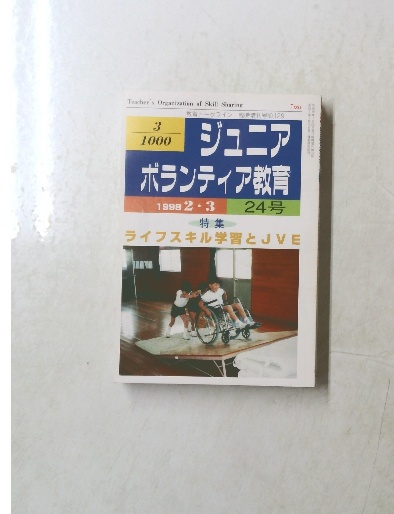 Teacher's Organization of Skill Sharing
3
1000
ジュニア
ボランティア教育
1998 2・3
24号
特集
ライフスキル学習とJVE